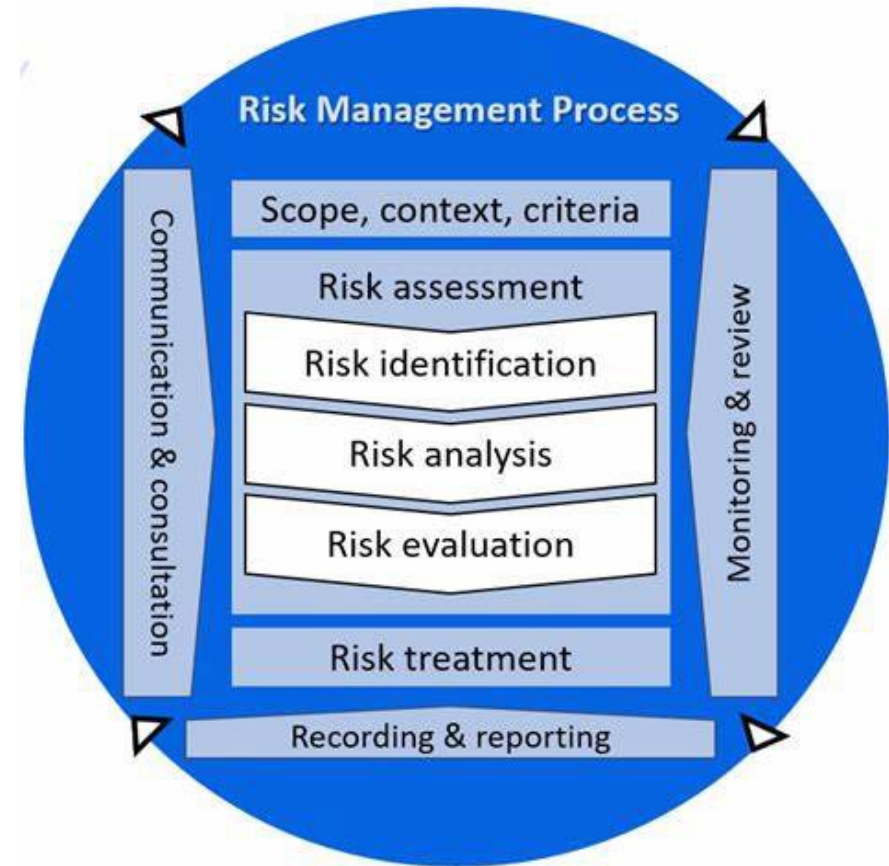 Risk Management Process
Scope, context, criteria
Risk assessment
Risk identification
Risk analysis
Risk evaluation
Risk treatment
Recording & reporting
Communication & consultation
Monitoring & review